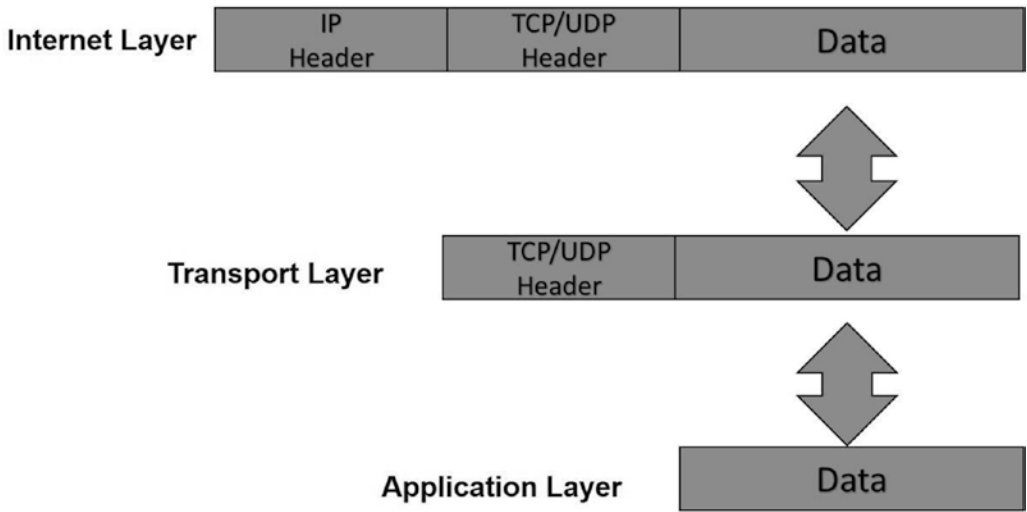 Internet Layer
IP
Header
TCP/UDP
Header
Data
Transport Layer
TCP/UDP
Header
Data
Application Layer
Data